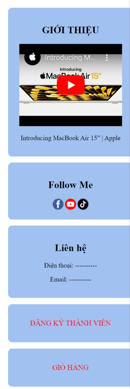 GIỚI THIỆU
Introducing M...
Introducing
MacBook Air 15"
Introducing MacBook Air 15" | Apple
Follow Me
Liên hệ
Điện thoại: ----------
Email: ----------
ĐĂNG KÝ THÀNH VIÊN
GIỎ HÀNG